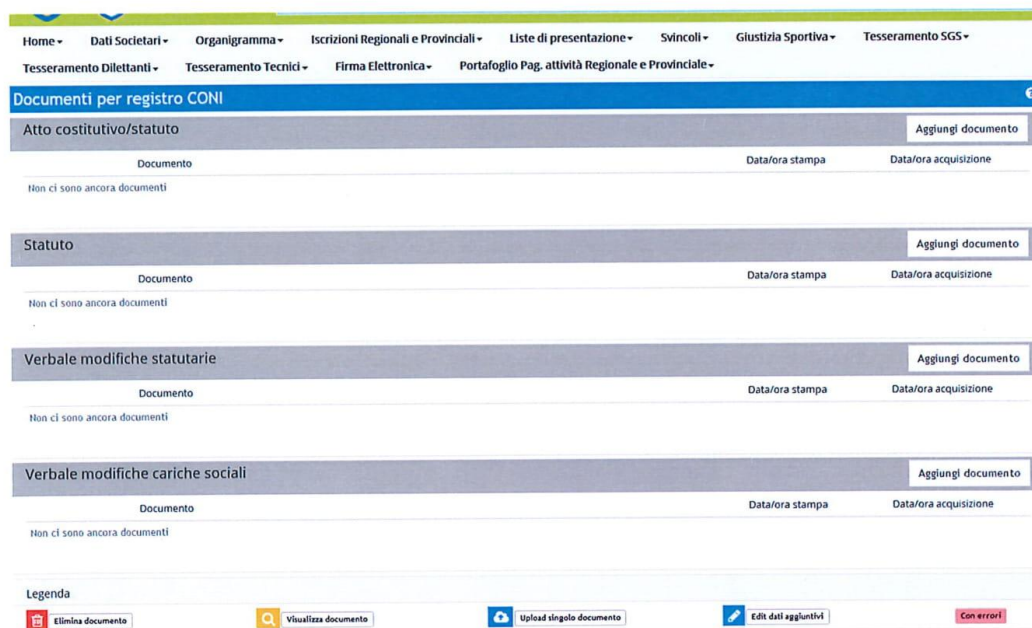 Home Dati Societari Organigramma Iscrizioni Regionali e Provinciali Liste di presentazione Svincoli Giustizia Sportiva Tesseramento SGS
Tesseramento Dilettanti Tesseramento Tecnici Firma Elettronica Portafoglio Pag. attività Regionale e Provinciale
Documenti per registro CONI
Atto costitutivo/statuto Aggiungi documento
Documento Data/ora stampa Data/ora acquisizione
Non ci sono ancora documenti
Statuto Aggiungi documento
Documento Data/ora stampa Data/ora acquisizione
Non ci sono ancora documenti
Verbale modifiche statutarie Aggiungi documento
Documento Data/ora stampa Data/ora acquisizione
Non ci sono ancora documenti
Verbale modifiche cariche sociali Aggiungi documento
Documento Data/ora stampa Data/ora acquisizione
Non ci sono ancora documenti
Legenda
Elimina documento Visualizza documento Upload singolo documento Edit dati aggiuntivi Con errori